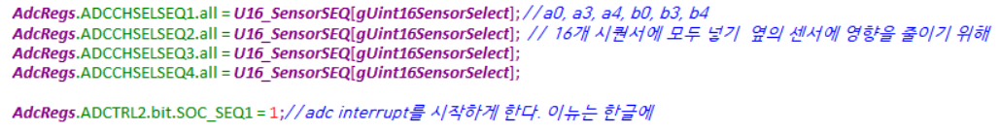 AdcRegs.ADCCHSELSEQ1.all = U16_SensorSEQ[gUint16SensorSelect]; // a0, a3, a4, b0, b3, b4
AdcRegs.ADCCHSELSEQ2.all = U16_SensorSEQ[gUint16SensorSelect]; // 16개 시퀀서에 모두 넣기 옆의 센서에 영향을 줄이기 위해
AdcRegs.ADCCHSELSEQ3.all = U16_SensorSEQ[gUint16SensorSelect];
AdcRegs.ADCCHSELSEQ4.all = U16_SensorSEQ[gUint16SensorSelect];
AdcRegs.ADCTRL2.bit.SOC_SEQ1 = 1;// adc interrupt를 시작하게 한다. 이뉴는 한글에